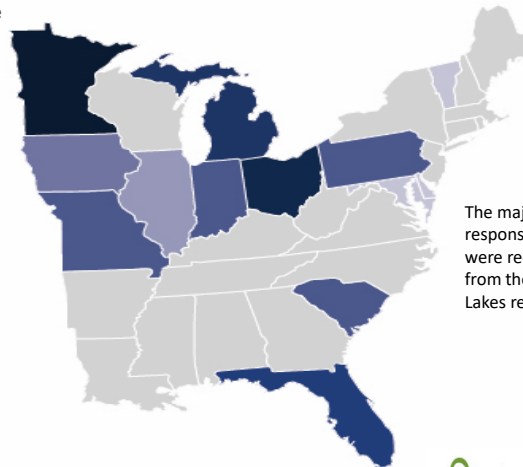 e
The maj
respons
were re
from the
Lakes re